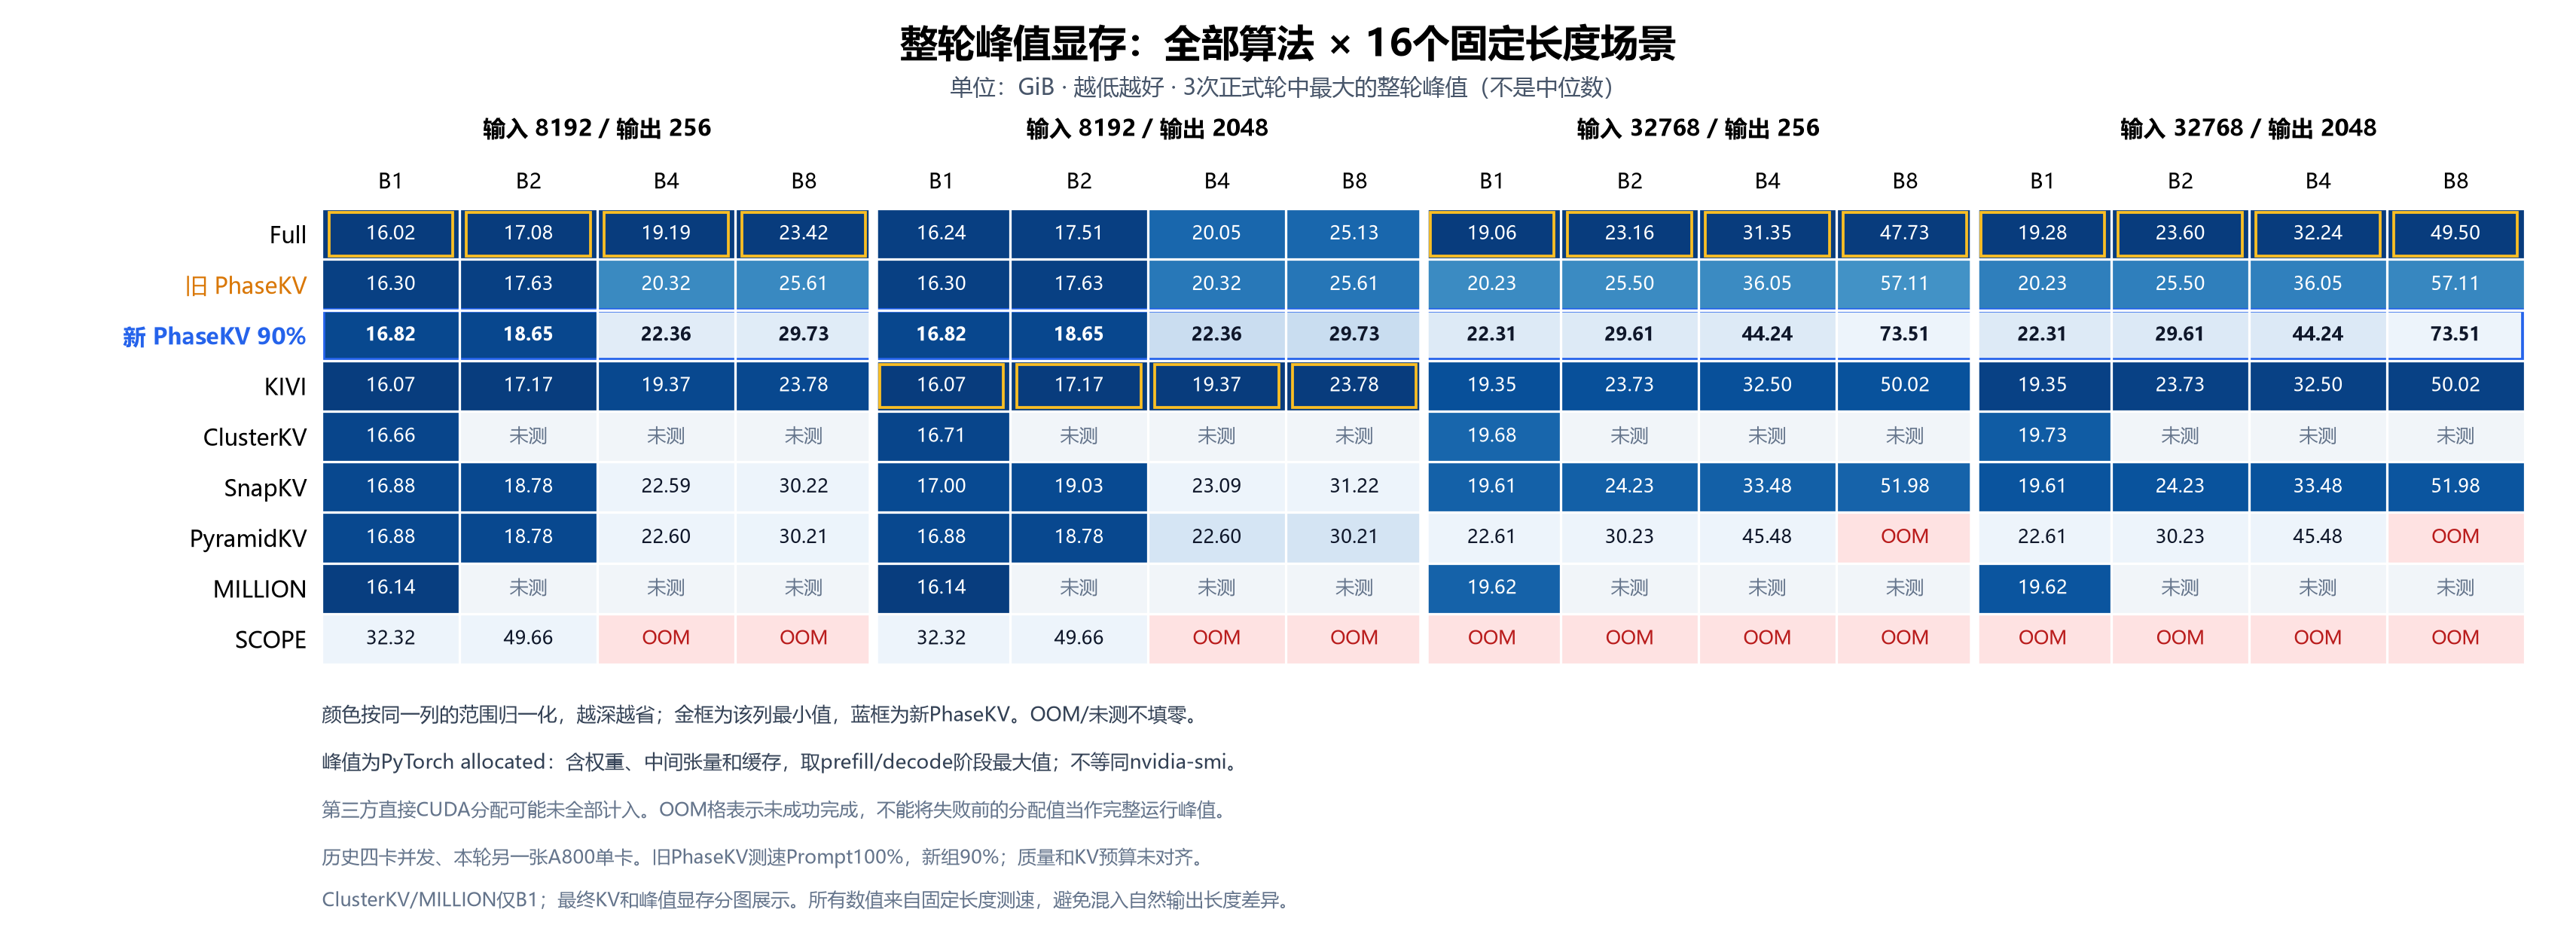 整轮峰值显存：全部算法 × 16个固定长度场景
单位：GiB · 越低越好 · 3次正式轮中最大的整轮峰值（不是中位数）
输入 8192 / 输出 256 输入 8192 / 输出 2048 输入 32768 / 输出 256 输入 32768 / 输出 2048
B1 B2 B4 B8 B1 B2 B4 B8 B1 B2 B4 B8 B1 B2 B4 B8
Full 16.02 17.08 19.19 23.42 16.24 17.51 20.05 25.13 19.06 23.16 31.35 47.73 19.28 23.60 32.24 49.50
旧 PhaseKV 16.30 17.63 20.32 25.61 16.30 17.63 20.32 25.61 20.23 25.50 36.05 57.11 20.23 25.50 36.05 57.11
新 PhaseKV 90% 16.82 18.65 22.36 29.73 16.82 18.65 22.36 29.73 22.31 29.61 44.24 73.51 22.31 29.61 44.24 73.51
KIVI 16.07 17.17 19.37 23.78 16.07 17.17 19.37 23.78 19.35 23.73 32.50 50.02 19.35 23.73 32.50 50.02
ClusterKV 16.66 未测 未测 未测 16.71 未测 未测 未测 19.68 未测 未测 未测 19.73 未测 未测 未测
SnapKV 16.88 18.78 22.59 30.22 17.00 19.03 23.09 31.22 19.61 24.23 33.48 51.98 19.61 24.23 33.48 51.98
PyramidKV 16.88 18.78 22.60 30.21 16.88 18.78 22.60 30.21 22.61 30.23 45.48 OOM 22.61 30.23 45.48 OOM
MILLION 16.14 未测 未测 未测 16.14 未测 未测 未测 19.62 未测 未测 未测 19.62 未测 未测 未测
SCOPE 32.32 49.66 OOM OOM 32.32 49.66 OOM OOM OOM OOM OOM OOM OOM OOM OOM OOM
颜色按同一列的范围归一化，越深越省；金框为该列最小值，蓝框为新PhaseKV。OOM/未测不填零。
峰值为PyTorch allocated：含权重、中间张量和缓存，取prefill/decode阶段最大值；不等同nvidia-smi。
第三方直接CUDA分配可能未全部计入。OOM格表示未成功完成，不能将失败前的分配值当作完整运行峰值。
历史四卡并发、本轮另一张A800单卡。旧PhaseKV测速Prompt100%，新组90%；质量和KV预算未对齐。
ClusterKV/MILLION仅B1；最终KV和峰值显存分图展示。所有数值来自固定长度测速，避免混入自然输出长度差异。